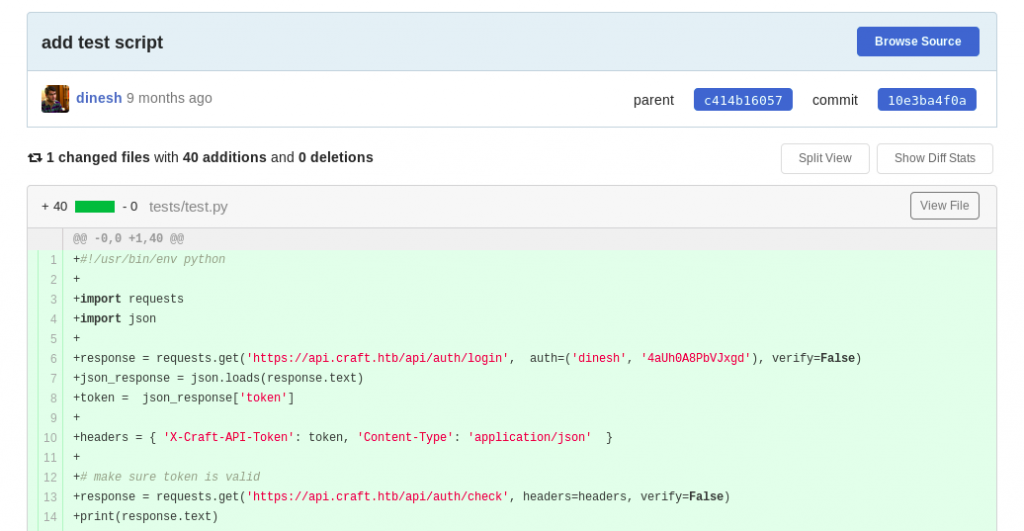 add test script Browse Source
dinesh 9 months ago parent c414b16057 commit 10e3ba4f0a
1 changed files with 40 additions and 0 deletions Split View Show Diff Stats
+ 40 - 0 tests/test.py View File
@@ -0,0 +1,40 @@
1 +#!/usr/bin/env python
2 +
3 +import requests
4 +import json
5 +
6 +response = requests.get('https://api.craft.htb/api/auth/login',  auth=('dinesh', '4aUh0A8PbVJxgd'), verify=False)
7 +json_response = json.loads(response.text)
8 +token =  json_response['token']
9 +
10 +headers = { 'X-Craft-API-Token': token, 'Content-Type': 'application/json'  }
11 +
12 +# make sure token is valid
13 +response = requests.get('https://api.craft.htb/api/auth/check', headers=headers, verify=False)
14 +print(response.text)